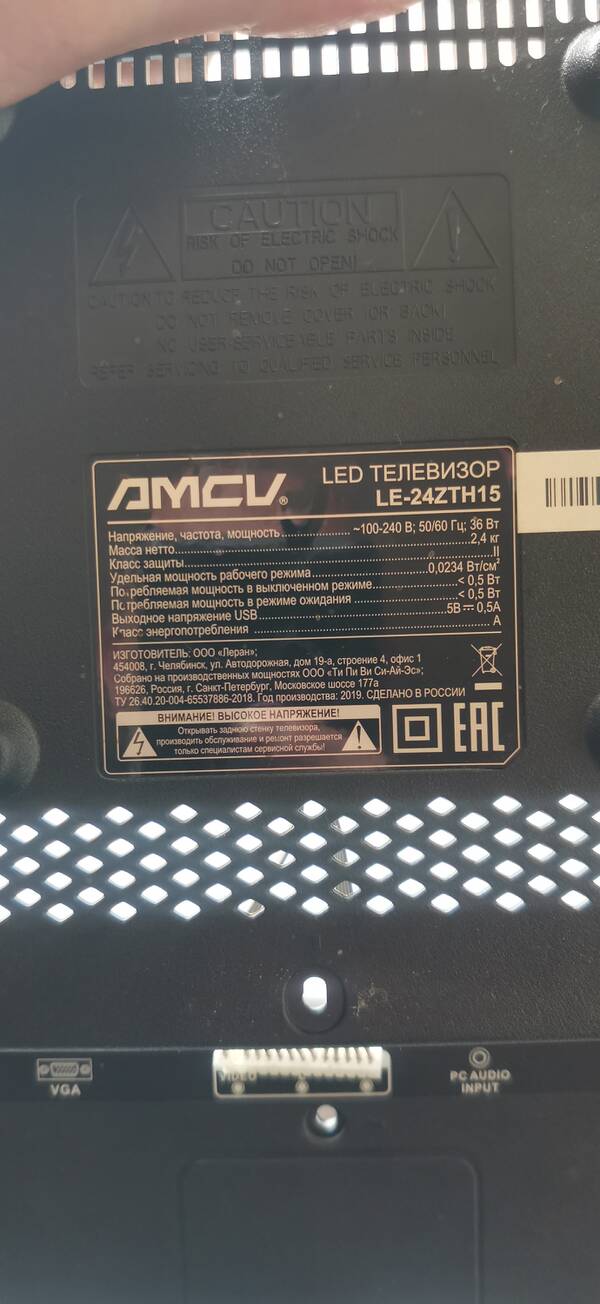 CAUTION
RISK OF ELECTRIC SHOCK
DO NOT OPEN!
CAUTION TO REDUCE THE RISK OF ELECTRIC SHOCK
DO NOT REMOVE COVER (OR BACK)
NO USER-SERVICEABLE PARTS INSIDE
REFER SERVICING TO QUALIFIED SERVICE PERSONNEL
AMCV® LED ТЕЛЕВИЗОР
LE-24ZTH15
Напряжение, частота, мощность ~100-240 В; 50/60 Гц; 36 Вт
Масса нетто 2,4 кг
Класс защиты II
Удельная мощность рабочего режима 0,0234 Вт/см²
Потребляемая мощность в выключенном режиме < 0,5 Вт
Потребляемая мощность в режиме ожидания < 0,5 Вт
Выходное напряжение USB 5В ⎓ 0,5А
Класс энергопотребления A
ИЗГОТОВИТЕЛЬ: ООО «Леран»;
454008, г. Челябинск, ул. Автодорожная, дом 19-а, строение 4, офис 1
Собрано на производственных мощностях ООО «Ти Пи Ви Си-Ай-Эс»;
196626, Россия, г. Санкт-Петербург, Московское шоссе 177а
ТУ 26.40.20-004-65537886-2018. Год производства: 2019. СДЕЛАНО В РОССИИ
ВНИМАНИЕ! ВЫСОКОЕ НАПРЯЖЕНИЕ!
Открывать заднюю стенку телевизора,
производить обслуживание и ремонт разрешается
только специалистам сервисной службы!
EAC
VGA
VIDEO
PC AUDIO
INPUT